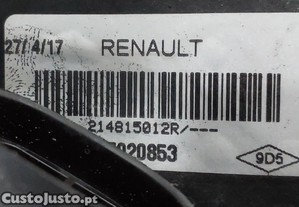 27/4/17 RENAULT
214815012R/---
020853
9D5
CustoJusto.pt